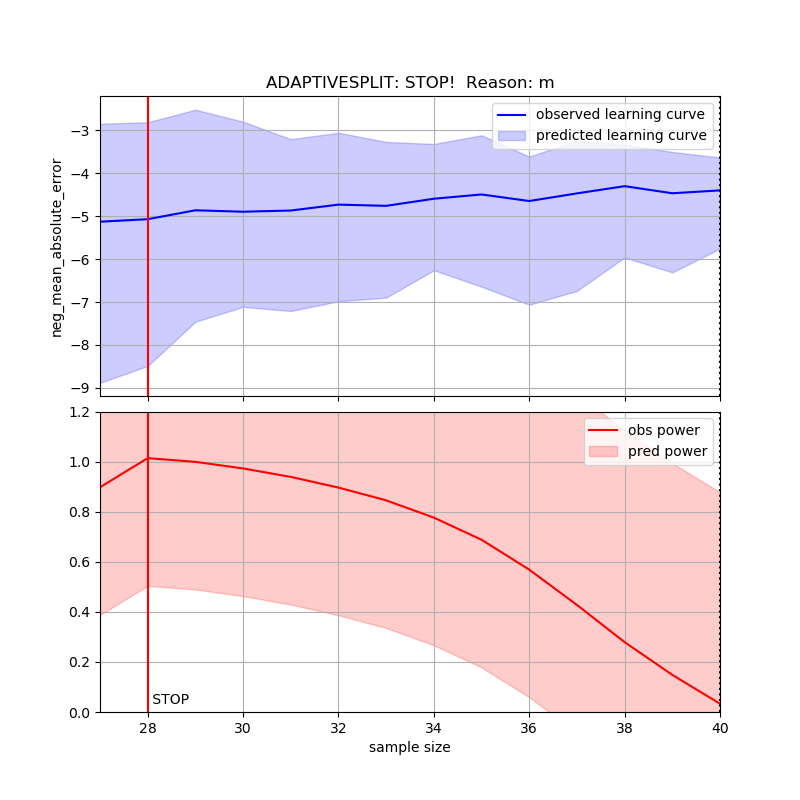 ADAPTIVESPLIT: STOP!  Reason: m
observed learning curve
predicted learning curve
neg_mean_absolute_error
−3
−4
−5
−6
−7
−8
−9
obs power
pred power
1.2
1.0
0.8
0.6
0.4
0.2
0.0
STOP
28 30 32 34 36 38 40
sample size